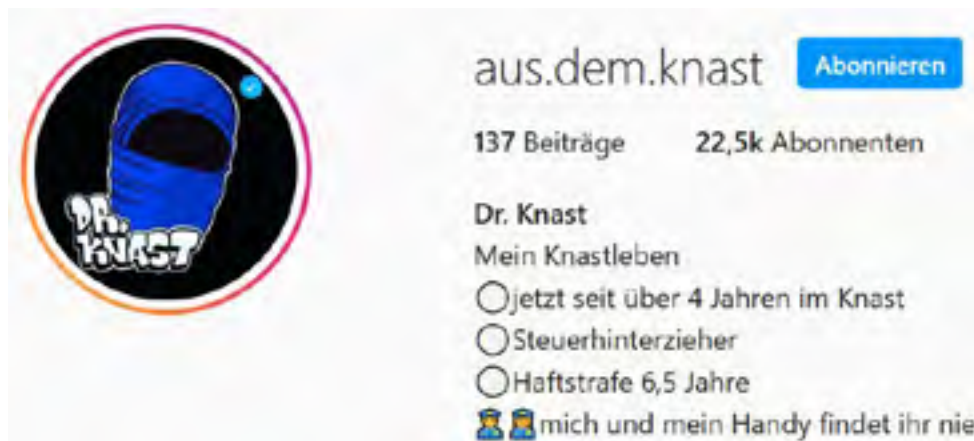 aus.dem.knast Abonnieren
137 Beiträge 22,5k Abonnenten
Dr. Knast
Mein Knastleben
jetzt seit über 4 Jahren im Knast
Steuerhinterzieher
Haftstrafe 6,5 Jahre
mich und mein Handy findet ihr nie
DR.
KNAST